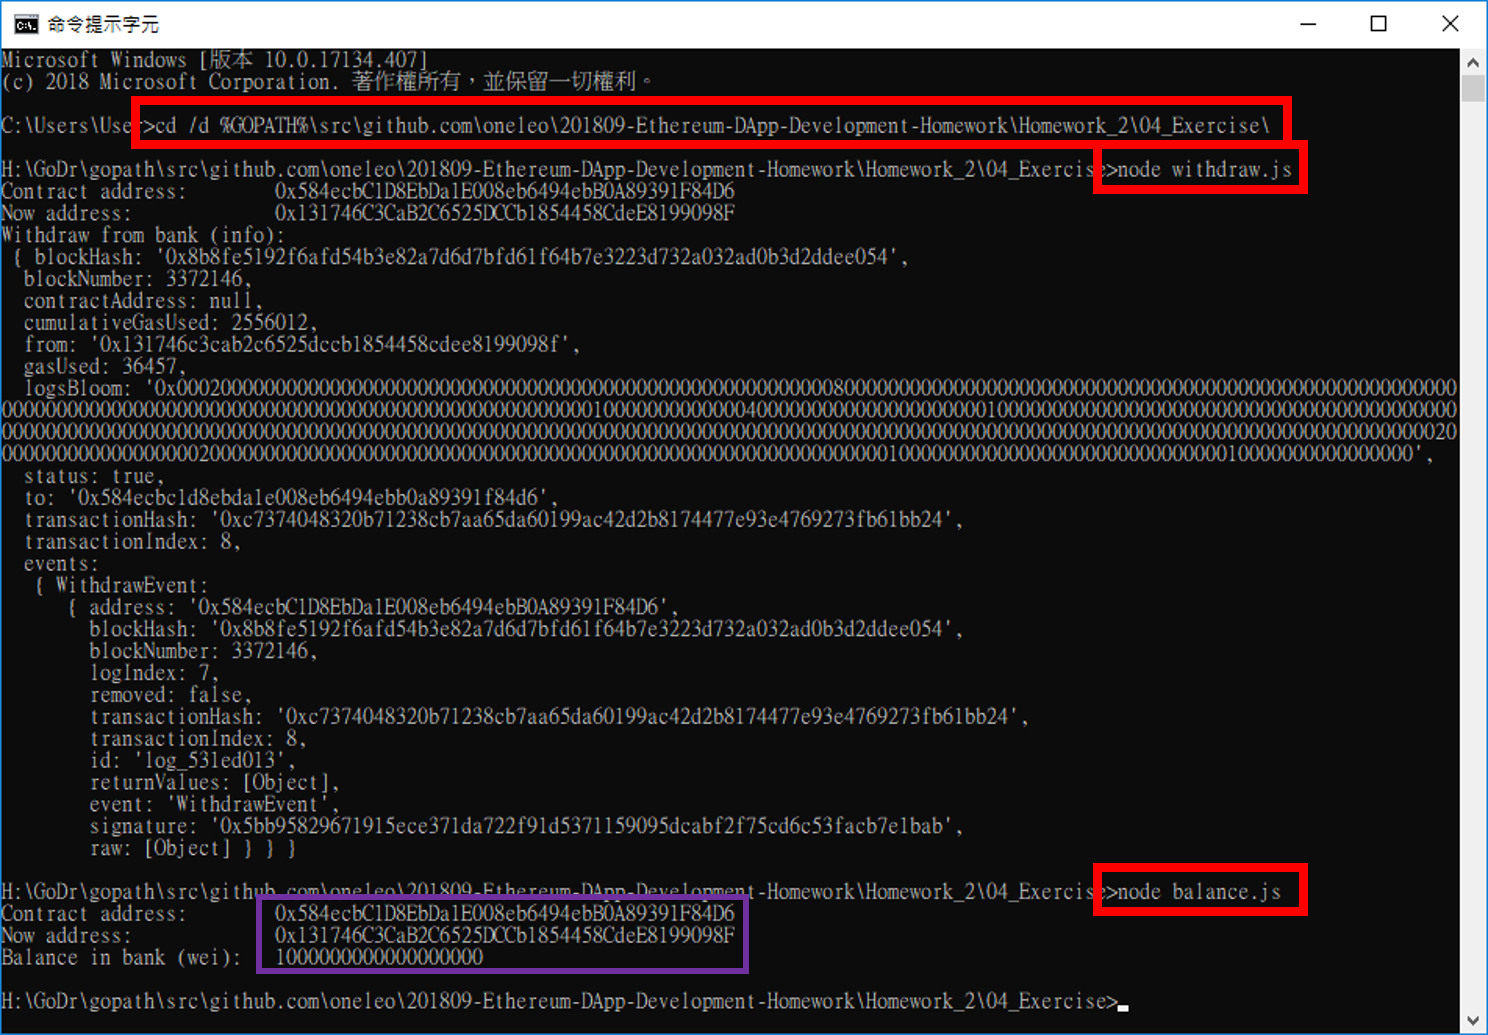 命令提示字元
Microsoft Windows [版本 10.0.17134.407]
(c) 2018 Microsoft Corporation. 著作權所有，並保留一切權利。
C:\Users\User>cd /d %GOPATH%\src\github.com\oneleo\201809-Ethereum-DApp-Development-Homework\Homework_2\04_Exercise\
H:\GoDr\gopath\src\github.com\oneleo\201809-Ethereum-DApp-Development-Homework\Homework_2\04_Exercise>node withdraw.js
Contract address: 0x584ecbC1D8EbDa1E008eb6494ebB0A89391F84D6
Now address: 0x131746C3CaB2C6525DCCb1854458CdeE8199098F
Withdraw from bank (info):
{ blockHash: '0x8b8fe5192f6afd54b3e82a7d6d7bfd61f64b7e3223d732a032ad0b3d2ddee054',
blockNumber: 3372146,
contractAddress: null,
cumulativeGasUsed: 2556012,
from: '0x131746c3cab2c6525dccb1854458cdee8199098f',
gasUsed: 36457,
logsBloom:
status: true,
to: '0x584ecbc1d8ebda1e008eb6494ebb0a89391f84d6',
transactionHash: '0xc7374048320b71238cb7aa65da60199ac42d2b8174477e93e4769273fb61bb24',
transactionIndex: 8,
events:
{ WithdrawEvent:
{ address: '0x584ecbC1D8EbDa1E008eb6494ebB0A89391F84D6',
blockHash: '0x8b8fe5192f6afd54b3e82a7d6d7bfd61f64b7e3223d732a032ad0b3d2ddee054',
blockNumber: 3372146,
logIndex: 7,
removed: false,
transactionHash: '0xc7374048320b71238cb7aa65da60199ac42d2b8174477e93e4769273fb61bb24',
transactionIndex: 8,
id: 'log_531ed013',
returnValues: [Object],
event: 'WithdrawEvent',
signature: '0x5bb95829671915ece371da722f91d5371159095dcabf2f75cd6c53facb7e1bab',
raw: [Object] } } }
H:\GoDr\gopath\src\github.com\oneleo\201809-Ethereum-DApp-Development-Homework\Homework_2\04_Exercise>node balance.js
Contract address: 0x584ecbC1D8EbDa1E008eb6494ebB0A89391F84D6
Now address: 0x131746C3CaB2C6525DCCb1854458CdeE8199098F
Balance in bank (wei): 1000000000000000000
H:\GoDr\gopath\src\github.com\oneleo\201809-Ethereum-DApp-Development-Homework\Homework_2\04_Exercise>